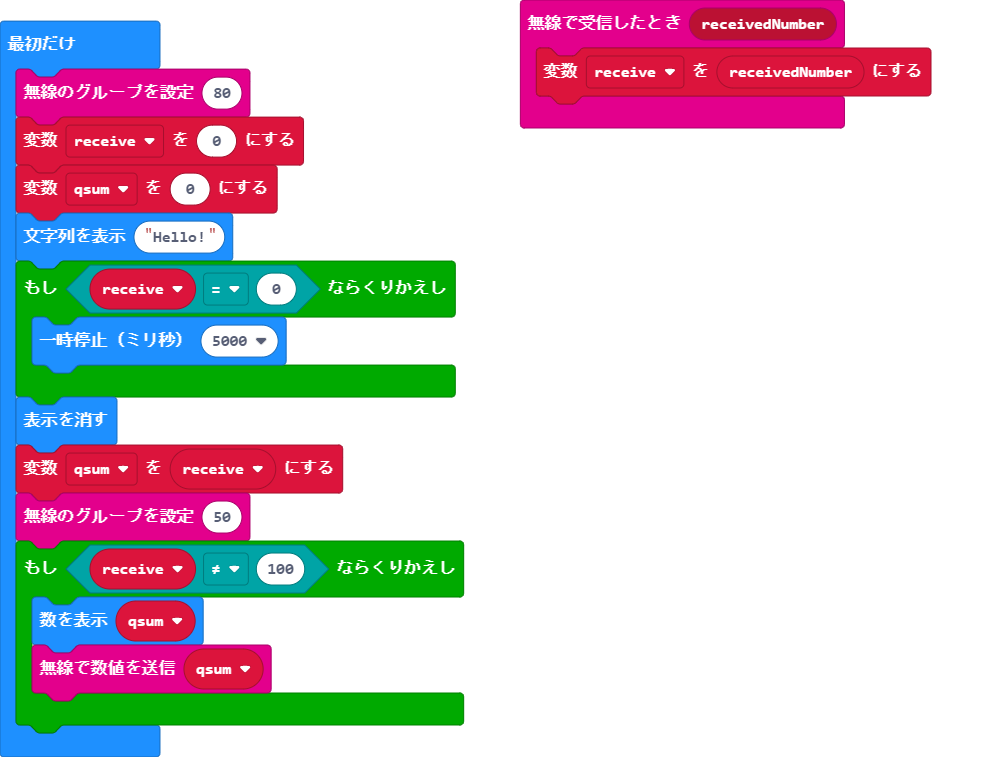 最初だけ
無線のグループを設定 80
変数 receive を 0 にする
変数 qsum を 0 にする
文字列を表示 "Hello!"
もし receive = 0 ならくりかえし
一時停止（ミリ秒） 5000
表示を消す
変数 qsum を receive にする
無線のグループを設定 50
もし receive ≠ 100 ならくりかえし
数を表示 qsum
無線で数値を送信 qsum
無線で受信したとき receivedNumber
変数 receive を receivedNumber にする